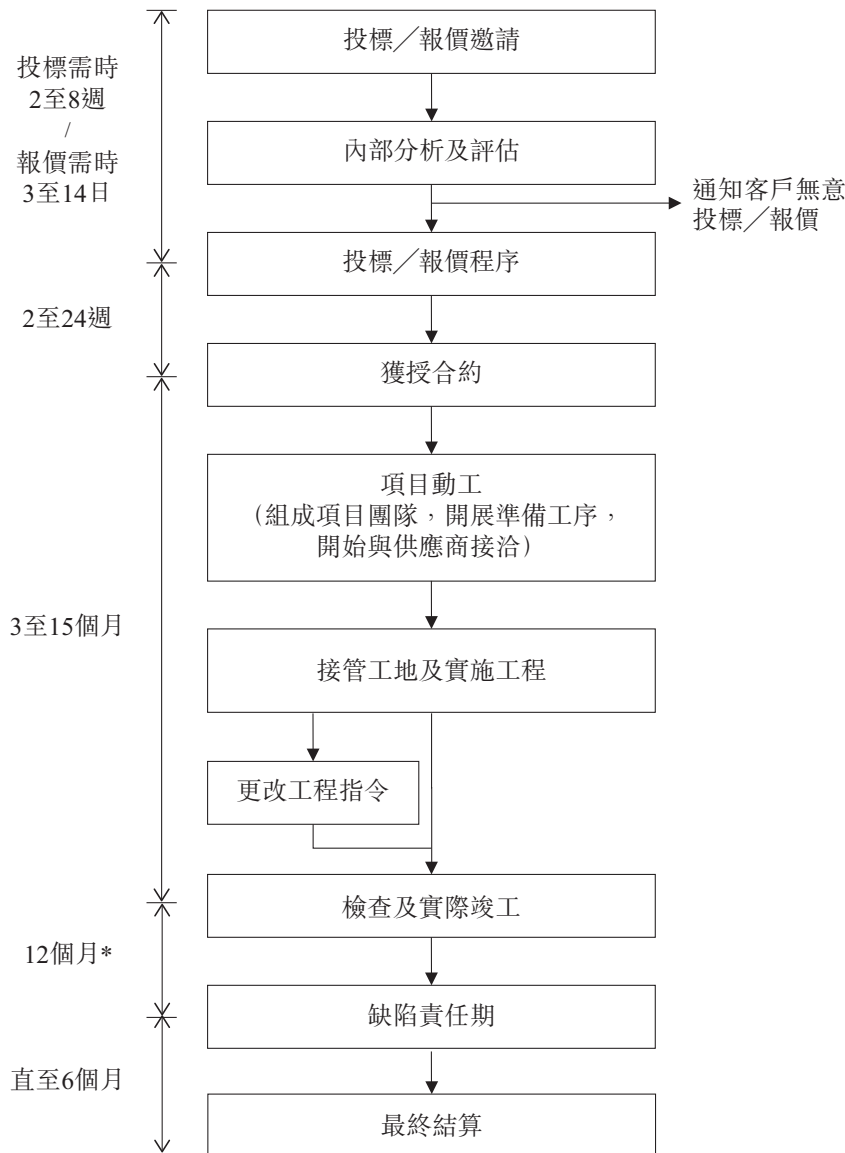 投標／報價邀請
投標需時
2至8週
/
報價需時
3至14日
內部分析及評估
通知客戶無意
投標／報價
投標／報價程序
2至24週
獲授合約
項目動工
（組成項目團隊，開展準備工序，
開始與供應商接洽）
3至15個月
接管工地及實施工程
更改工程指令
檢查及實際竣工
12個月*
缺陷責任期
直至6個月
最終結算